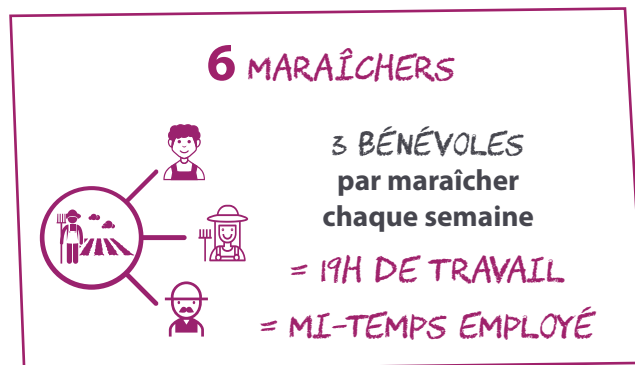 6 MARAÎCHERS
3 BÉNÉVOLES
par maraîcher
chaque semaine
= 19H DE TRAVAIL
= MI-TEMPS EMPLOYÉ